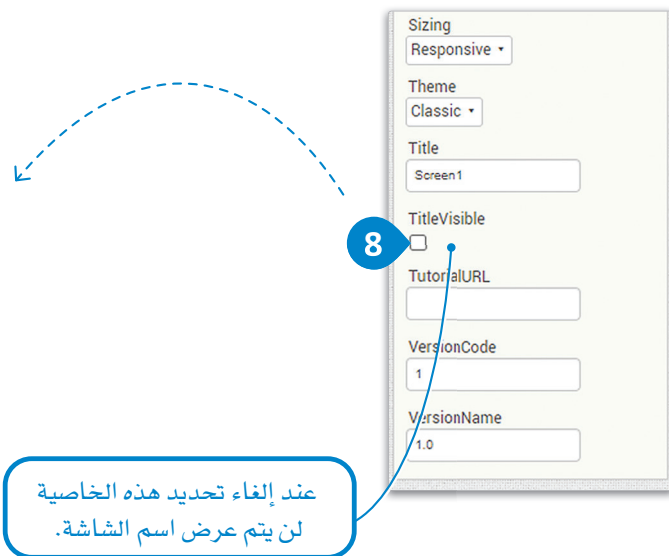 Sizing
Responsive
Theme
Classic
Title
Screen1
TitleVisible
8
TutorialURL
VersionCode
1
VersionName
1.0
عند إلغاء تحديد هذه الخاصية
لن يتم عرض اسم الشاشة.